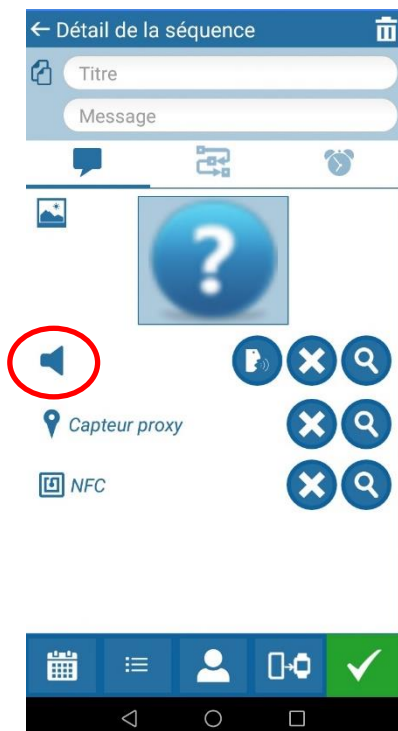 Détail de la séquence
Titre
Message
?
Capteur proxy
NFC